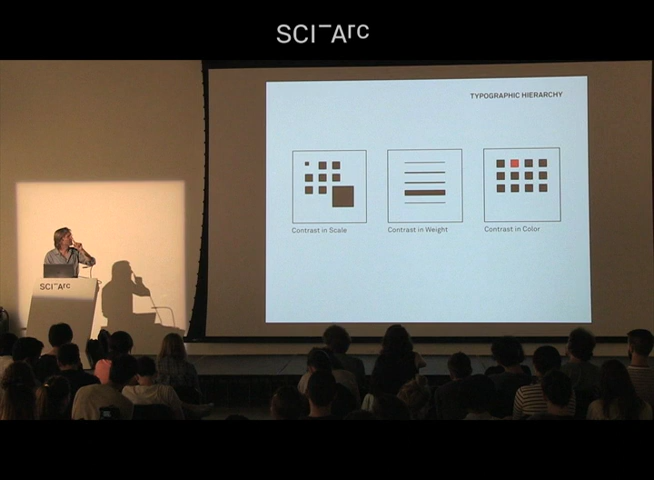 SCI-Arc
TYPOGRAPHIC HIERARCHY
Contrast in Scale
Contrast in Weight
Contrast in Color
SCI-Arc